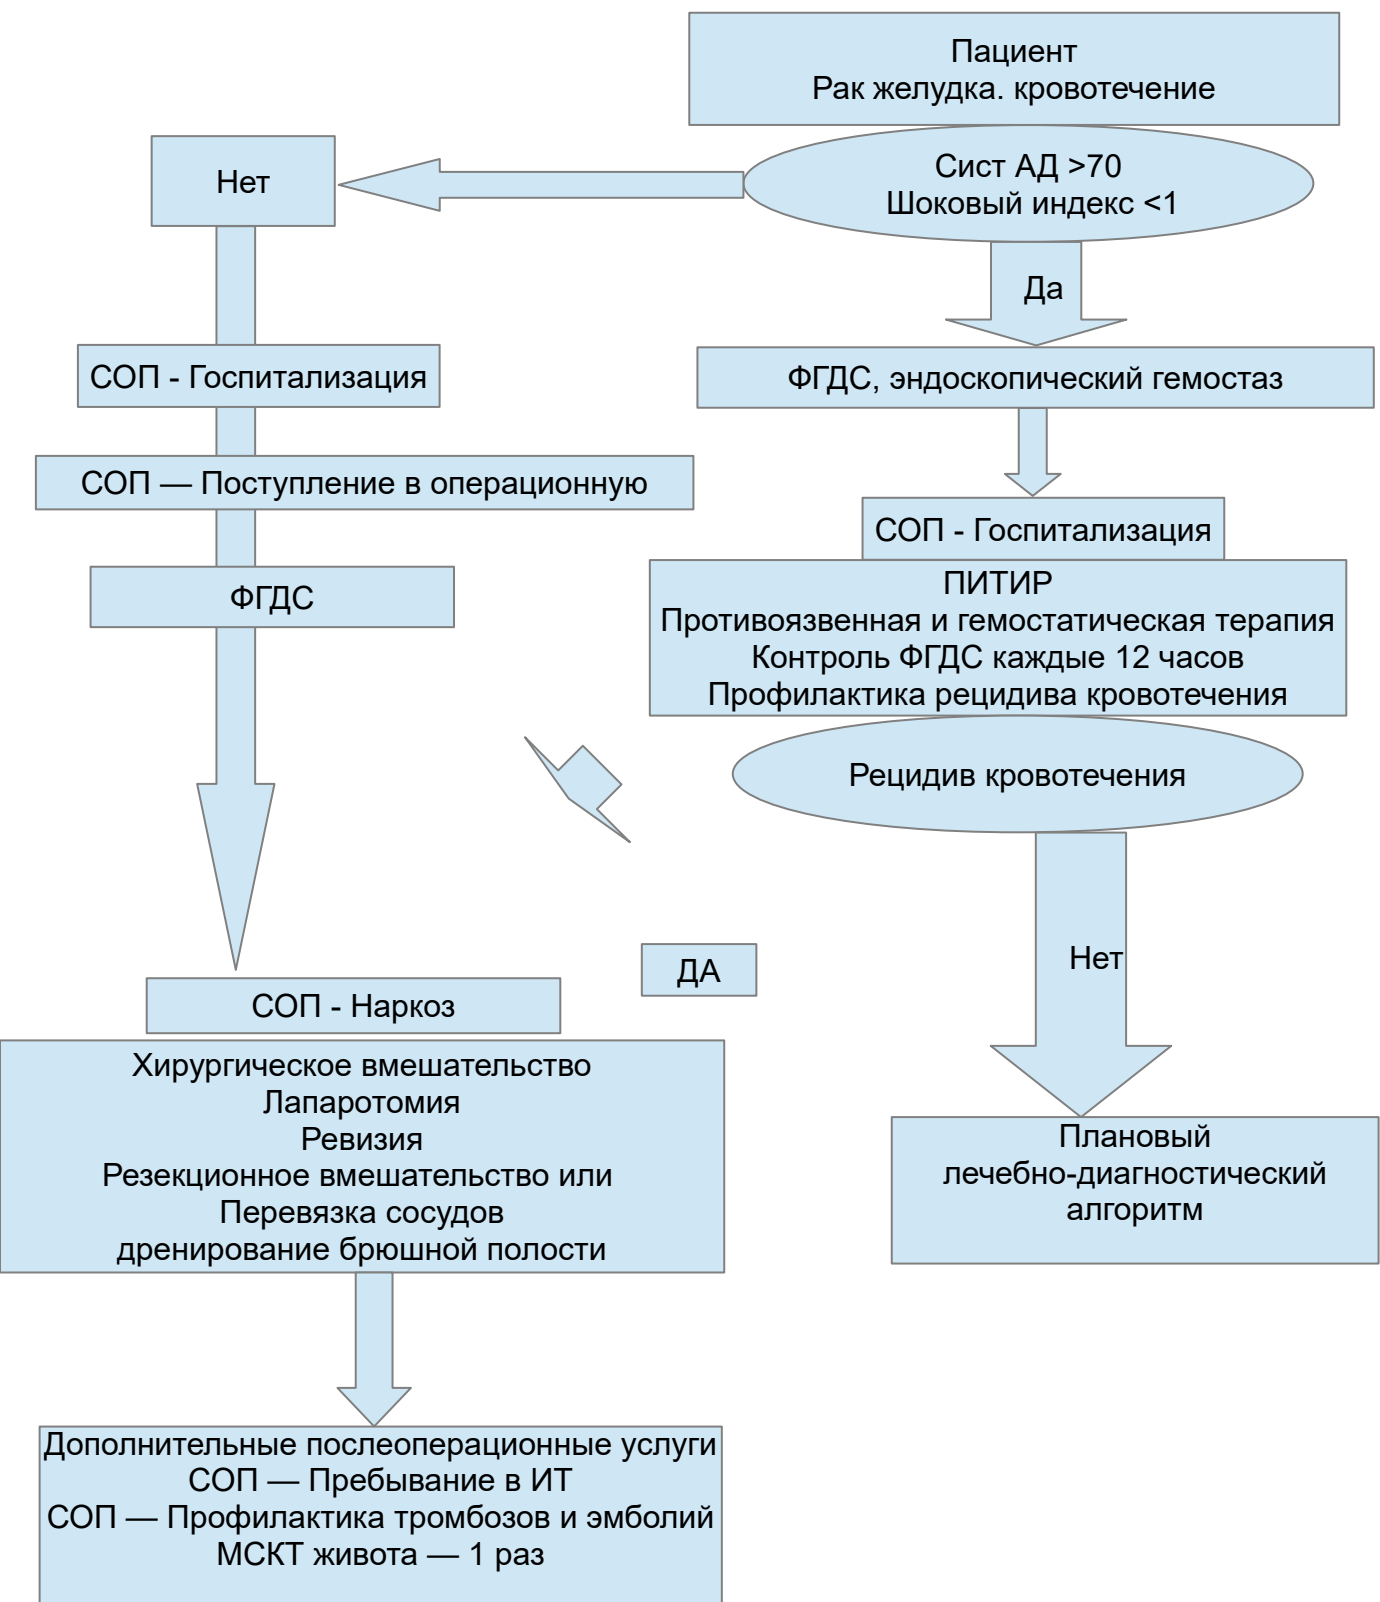 Пациент
Рак желудка. кровотечение
Сист АД >70
Шоковый индекс <1
Нет
Да
СОП - Госпитализация
ФГДС, эндоскопический гемостаз
СОП — Поступление в операционную
СОП - Госпитализация
ФГДС
ПИТИР
Противоязвенная и гемостатическая терапия
Контроль ФГДС каждые 12 часов
Профилактика рецидива кровотечения
Рецидив кровотечения
Нет
ДА
СОП - Наркоз
Хирургическое вмешательство
Лапаротомия
Ревизия
Резекционное вмешательство или
Перевязка сосудов
дренирование брюшной полости
Плановый
лечебно-диагностический
алгоритм
Дополнительные послеоперационные услуги
СОП — Пребывание в ИТ
СОП — Профилактика тромбозов и эмболий
МСКТ живота — 1 раз